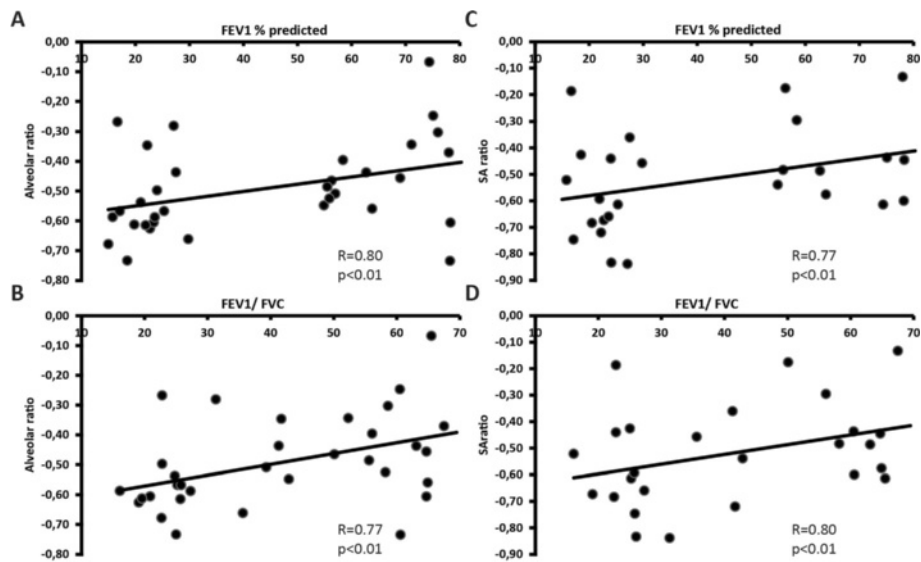 A
FEV1 % predicted
0,00
10 20 30 40 50 60 70 80
-0,10
-0,20
-0,30
-0,40
-0,50
-0,60
-0,70
-0,80
Alveolar ratio
R=0.80
p<0.01
C
FEV1 % predicted
0,00
10 20 30 40 50 60 70 80
-0,10
-0,20
-0,30
-0,40
-0,50
-0,60
-0,70
-0,80
-0,90
SA ratio
R=0.77
p<0.01
B
FEV1/ FVC
0,00
10 20 30 40 50 60 70
-0,10
-0,20
-0,30
-0,40
-0,50
-0,60
-0,70
-0,80
Alveolar ratio
R=0.77
p<0.01
D
FEV1/ FVC
0,00
10 20 30 40 50 60 70
-0,10
-0,20
-0,30
-0,40
-0,50
-0,60
-0,70
-0,80
-0,90
SAratio
R=0.80
p<0.01